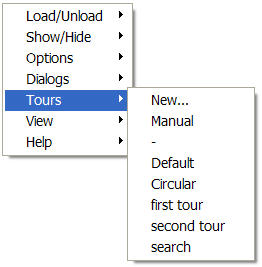 Load/Unload
Show/Hide
Options
Dialogs
Tours
View
Help
New...
Manual
-
Default
Circular
first tour
second tour
search